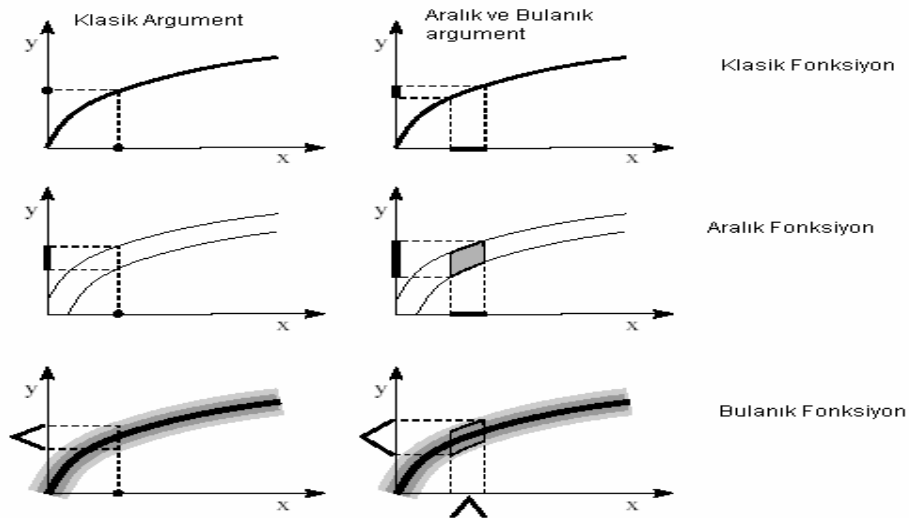 Klasik Argument
Aralık ve Bulanık
argument
y
x
y
x
Klasik Fonksiyon
y
x
y
x
Aralık Fonksiyon
y
x
y
x
Bulanık Fonksiyon